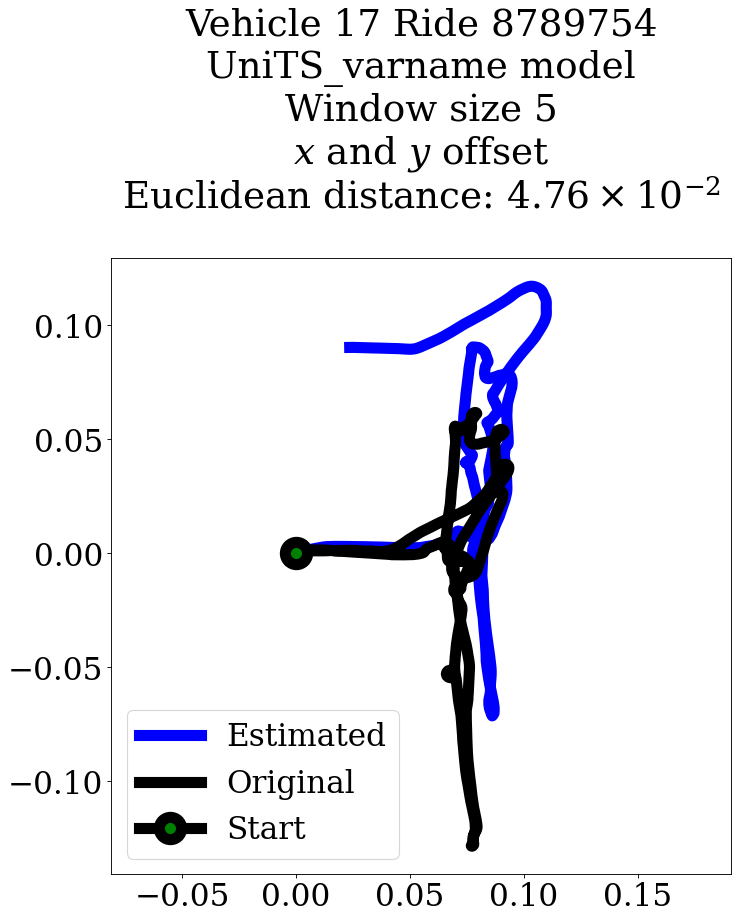 Vehicle 17 Ride 8789754
UniTS_varname model
Window size 5
x and y offset
Euclidean distance: 4.76 × 10⁻²
0.10
0.05
0.00
−0.05
−0.10
Estimated
Original
Start
−0.05 0.00 0.05 0.10 0.15